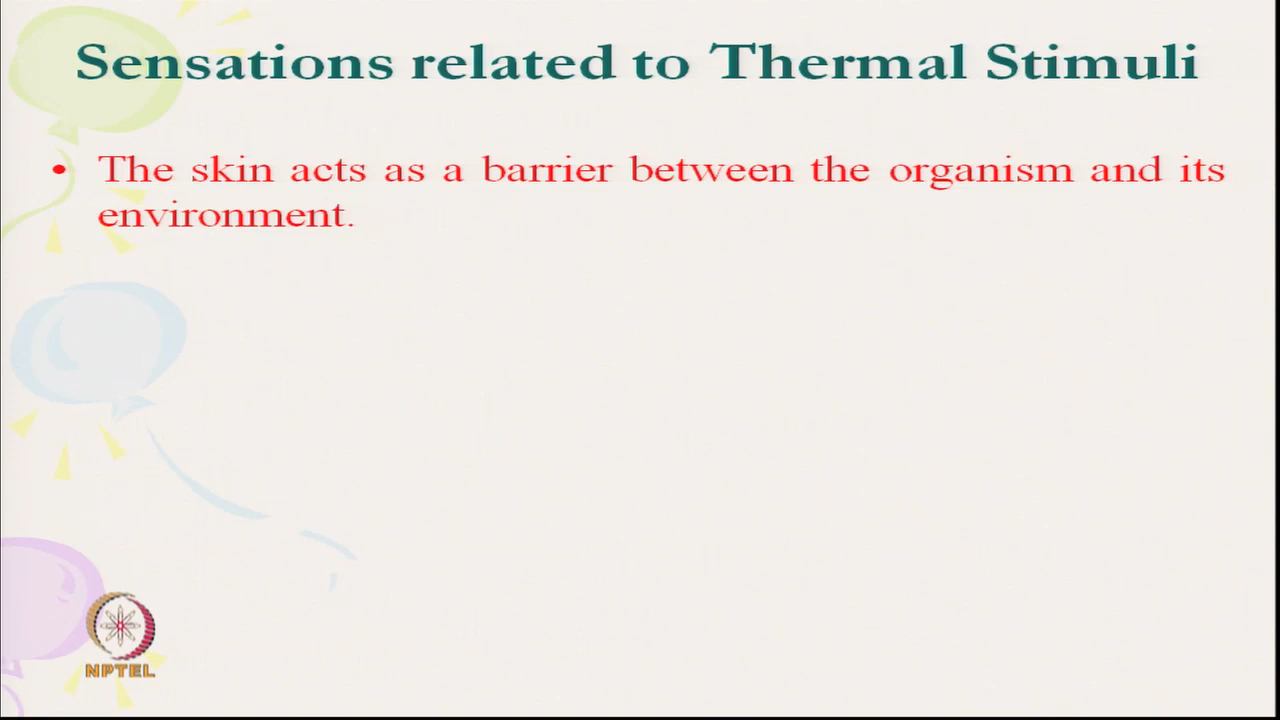 Sensations related to Thermal Stimuli
• The skin acts as a barrier between the organism and its
environment.
NPTEL